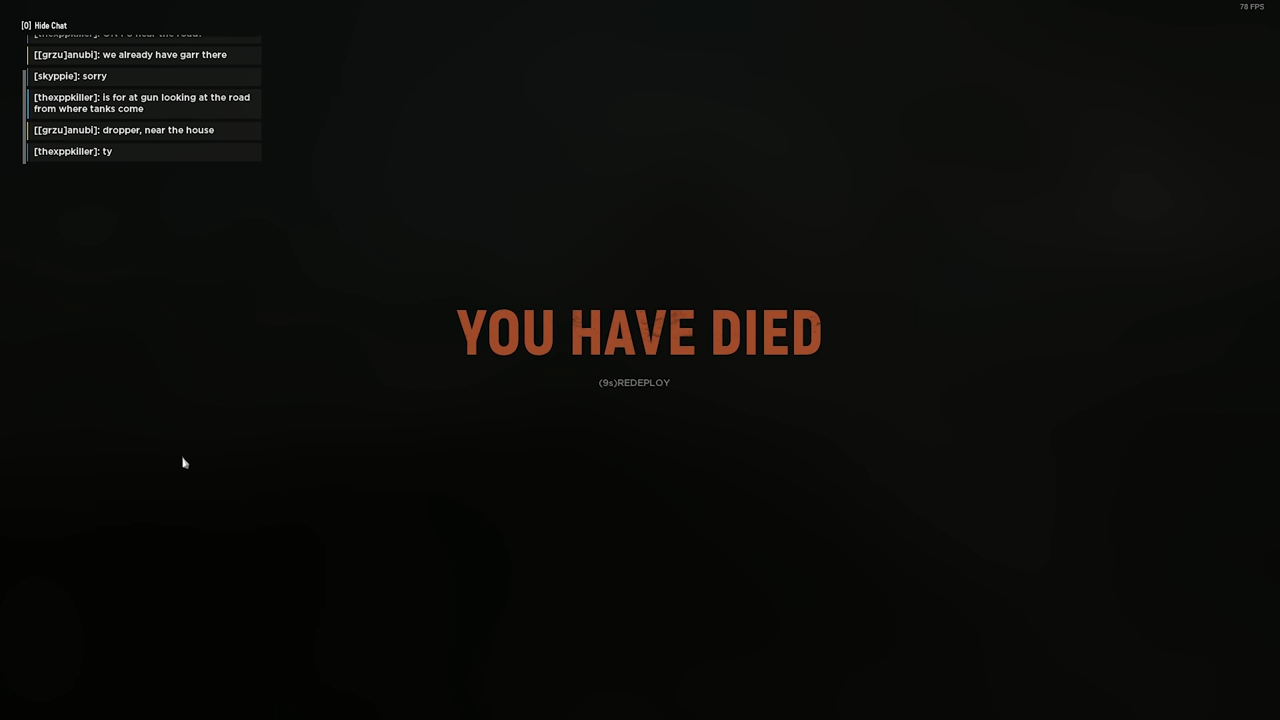 78 FPS
[0] Hide Chat
[[grzu]anubi]: we already have garr there
[skyppie]: sorry
[thexppkiller]: is for at gun looking at the road
from where tanks come
[[grzu]anubi]: dropper, near the house
[thexppkiller]: ty
YOU HAVE DIED
(9s)REDEPLOY